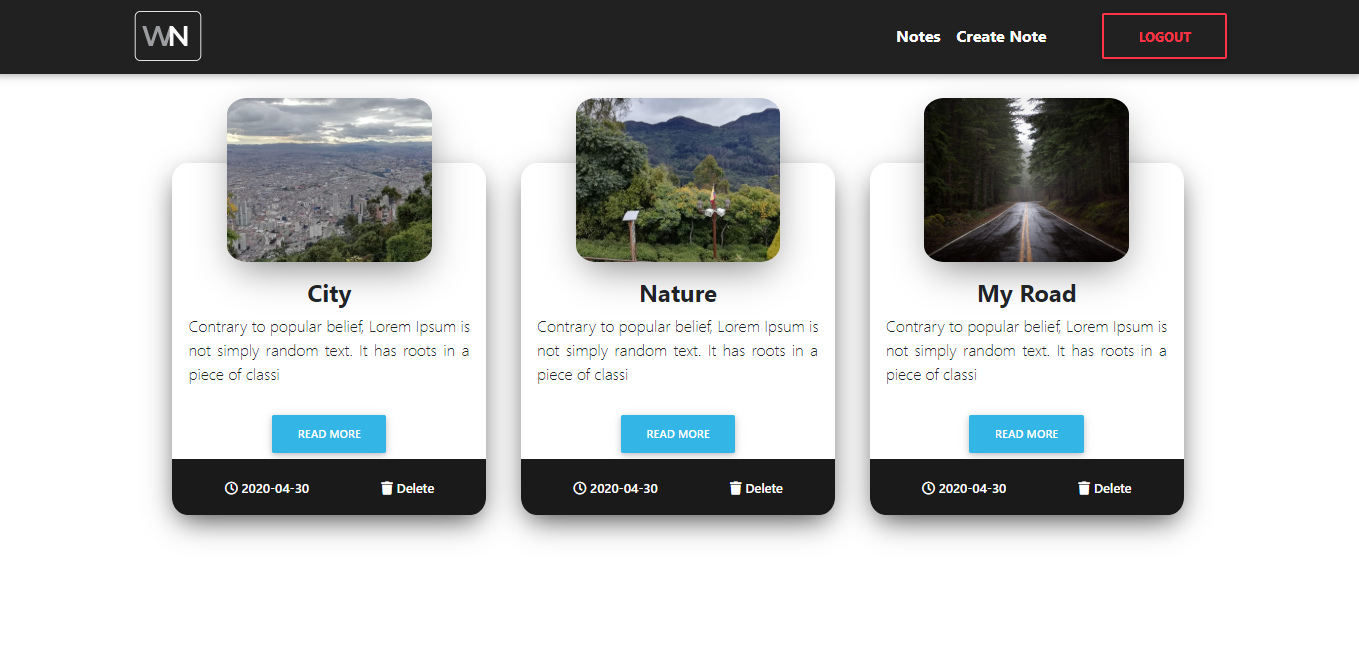 WN
Notes Create Note LOGOUT
City
Contrary to popular belief, Lorem Ipsum is
not simply random text. It has roots in a
piece of classi
READ MORE
2020-04-30 Delete
Nature
Contrary to popular belief, Lorem Ipsum is
not simply random text. It has roots in a
piece of classi
READ MORE
2020-04-30 Delete
My Road
Contrary to popular belief, Lorem Ipsum is
not simply random text. It has roots in a
piece of classi
READ MORE
2020-04-30 Delete